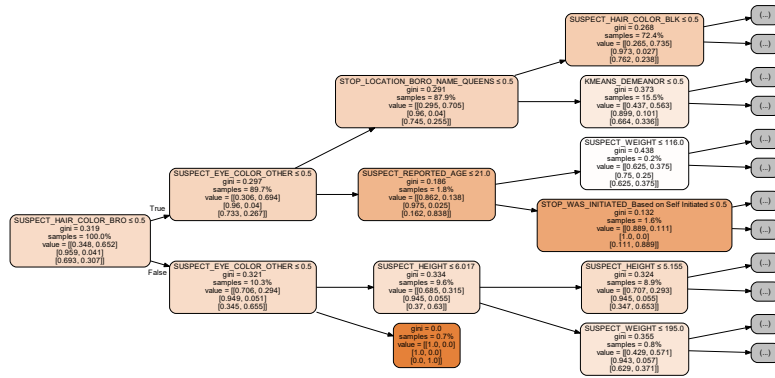 SUSPECT_HAIR_COLOR_BRO ≤ 0.5
gini = 0.319
samples = 100.0%
value = [[0.348, 0.652]
[0.959, 0.041]
[0.693, 0.307]]
True
False
SUSPECT_EYE_COLOR_OTHER ≤ 0.5
gini = 0.297
samples = 89.7%
value = [[0.306, 0.694]
[0.96, 0.04]
[0.733, 0.267]]
SUSPECT_EYE_COLOR_OTHER ≤ 0.5
gini = 0.321
samples = 10.3%
value = [[0.706, 0.294]
[0.949, 0.051]
[0.345, 0.655]]
STOP_LOCATION_BORO_NAME_QUEENS ≤ 0.5
gini = 0.291
samples = 87.9%
value = [[0.295, 0.705]
[0.96, 0.04]
[0.745, 0.255]]
SUSPECT_REPORTED_AGE ≤ 21.0
gini = 0.186
samples = 1.8%
value = [[0.862, 0.138]
[0.975, 0.025]
[0.162, 0.838]]
SUSPECT_HEIGHT ≤ 6.017
gini = 0.334
samples = 9.6%
value = [[0.685, 0.315]
[0.945, 0.055]
[0.37, 0.63]]
gini = 0.0
samples = 0.7%
value = [[1.0, 0.0]
[1.0, 0.0]
[0.0, 1.0]]
SUSPECT_HAIR_COLOR_BLK ≤ 0.5
gini = 0.268
samples = 72.4%
value = [[0.265, 0.735]
[0.973, 0.027]
[0.762, 0.238]]
KMEANS_DEMEANOR ≤ 0.5
gini = 0.373
samples = 15.5%
value = [[0.437, 0.563]
[0.899, 0.101]
[0.664, 0.336]]
SUSPECT_WEIGHT ≤ 116.0
gini = 0.438
samples = 0.2%
value = [[0.625, 0.375]
[0.75, 0.25]
[0.625, 0.375]]
STOP_WAS_INITIATED_Based on Self Initiated ≤ 0.5
gini = 0.132
samples = 1.6%
value = [[0.889, 0.111]
[1.0, 0.0]
[0.111, 0.889]]
SUSPECT_HEIGHT ≤ 5.155
gini = 0.324
samples = 8.9%
value = [[0.707, 0.293]
[0.945, 0.055]
[0.347, 0.653]]
SUSPECT_WEIGHT ≤ 195.0
gini = 0.355
samples = 0.8%
value = [[0.429, 0.571]
[0.943, 0.057]
[0.629, 0.371]]
(...)
(...)
(...)
(...)
(...)
(...)
(...)
(...)
(...)
(...)
(...)
(...)